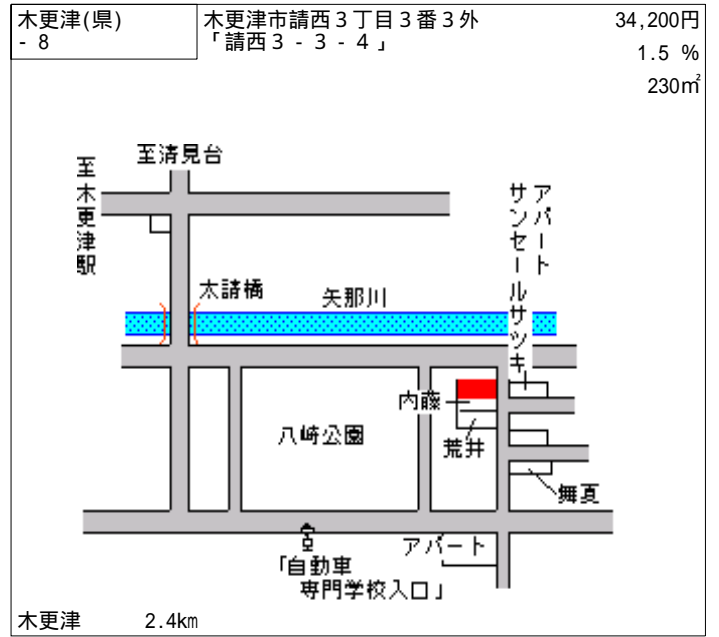 木更津(県)
- 8
木更津市請西３丁目３番３外
「請西３ - ３ - ４」
34,200円
1.5 %
230㎡
至清見台
至木更津駅
アパート
サンセールサツキ
太請橋
矢那川
内藤
八崎公園
荒井
舞夏
アパート
「自動車
専門学校入口」
木更津 2.4km